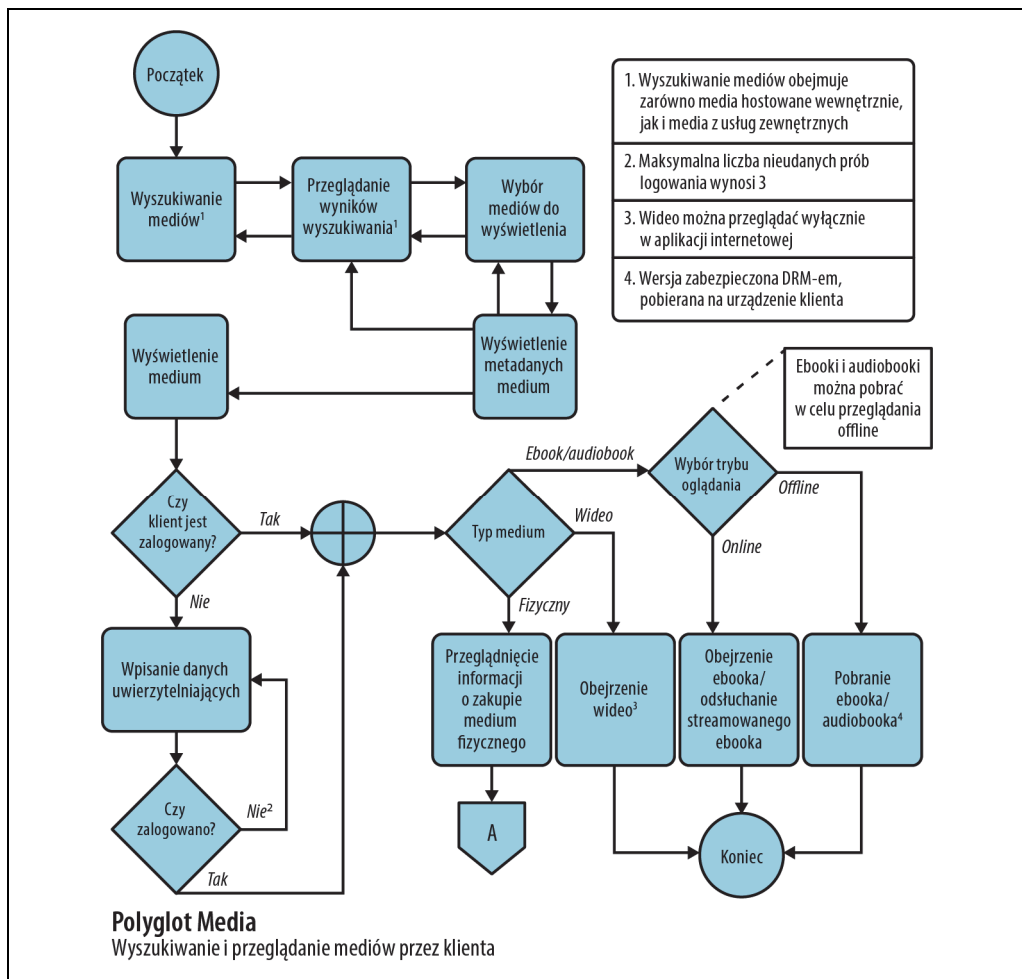 Początek
1. Wyszukiwanie mediów obejmuje
zarówno media hostowane wewnętrznie,
jak i media z usług zewnętrznych
2. Maksymalna liczba nieudanych prób
logowania wynosi 3
3. Wideo można przeglądać wyłącznie
w aplikacji internetowej
4. Wersja zabezpieczona DRM-em,
pobierana na urządzenie klienta
Wyszukiwanie
mediów¹
Przeglądanie
wyników
wyszukiwania¹
Wybór
mediów do
wyświetlenia
Wyświetlenie
medium
Wyświetlenie
metadanych
medium
Ebooki i audiobooki
można pobrać
w celu przeglądania
offline
Ebook/audiobook
Wybór trybu
oglądania
Offline
Online
Czy
klient jest
zalogowany?
Tak
Nie
Typ medium
Wideo
Fizyczny
Wpisanie danych
uwierzytelniających
Przeglądnięcie
informacji
o zakupie
medium
fizycznego
Obejrzenie
wideo³
Obejrzenie
ebooka/
odsłuchanie
streamowanego
ebooka
Pobranie
ebooka/
audiobooka⁴
Czy
zalogowano?
Nie²
Tak
A
Koniec
Polyglot Media
Wyszukiwanie i przeglądanie mediów przez klienta